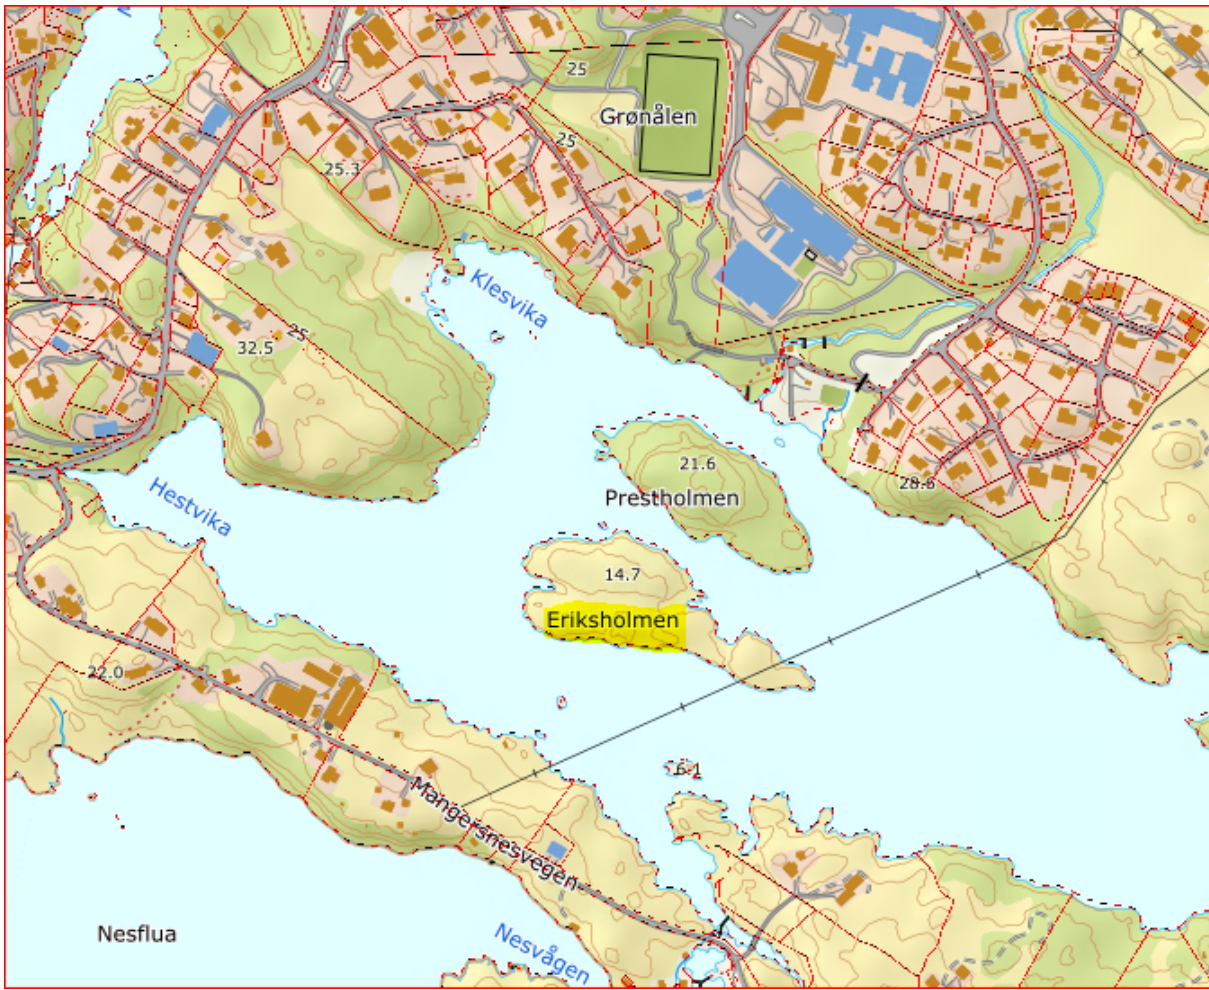 25
Grønålen
25
25.3
Klesvika
25
32.5
21.6
28.6
Prestholmen
Hestvika
14.7
Eriksholmen
22.0
6.1
Mangersnesvegen
Nesflua
Nesvågen